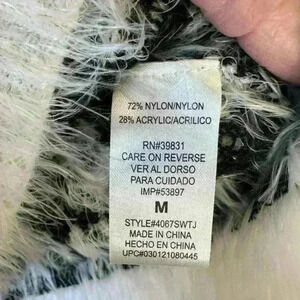 72% NYLON/NYLON
28% ACRYLIC/ACRILICO
RN#39831
CARE ON REVERSE
VER AL DORSO
PARA CUIDADO
IMP#53897
M
STYLE#4067SWTJ
MADE IN CHINA
HECHO EN CHINA
UPC#030121080445